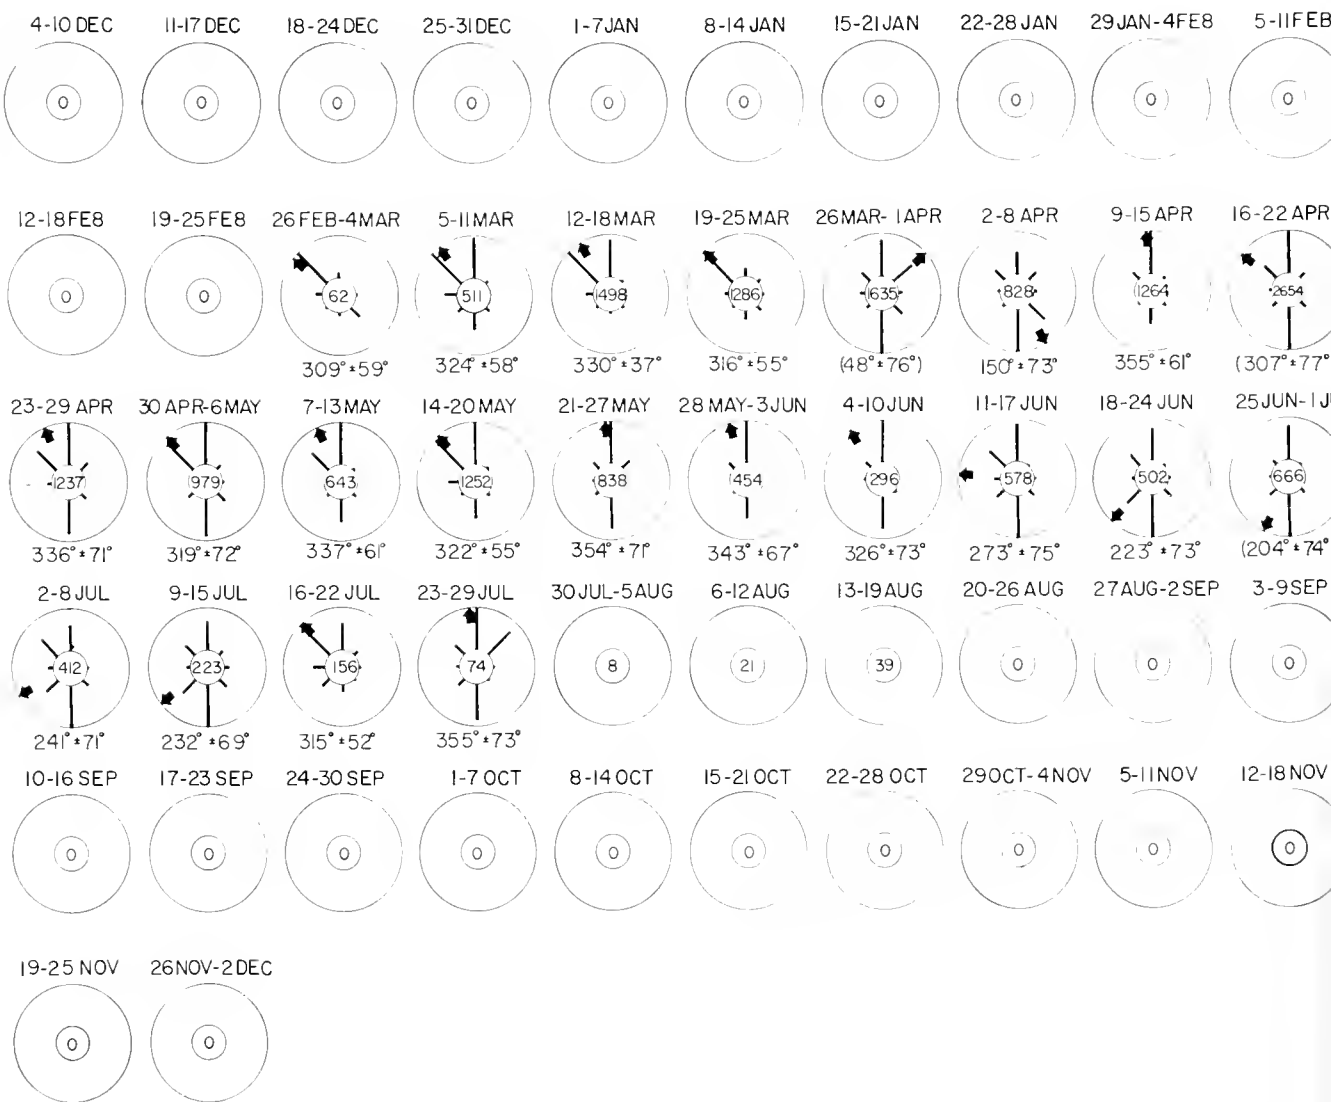 4-10 DEC 11-17 DEC 18-24 DEC 25-31 DEC 1-7 JAN 8-14 JAN 15-21 JAN 22-28 JAN 29 JAN-4 FEB 5-11 FEB
0 0 0 0 0 0 0 0 0 0
12-18 FEB 19-25 FEB 26 FEB-4 MAR 5-11 MAR 12-18 MAR 19-25 MAR 26 MAR-1 APR 2-8 APR 9-15 APR 16-22 APR
0 0 62 511 1498 1286 1635 828 1264 2654
309°±59° 324°±58° 330°±37° 316°±55° (48°±76°) 150°±73° 355°±61° (307°±77°
23-29 APR 30 APR-6 MAY 7-13 MAY 14-20 MAY 21-27 MAY 28 MAY-3 JUN 4-10 JUN 11-17 JUN 18-24 JUN 25 JUN-1 JU
1237 979 643 1252 838 454 296 578 502 666
336°±71° 319°±72° 337°±61° 322°±55° 354°±71° 343°±67° 326°±73° 273°±75° 223°±73° (204°±74°
2-8 JUL 9-15 JUL 16-22 JUL 23-29 JUL 30 JUL-5 AUG 6-12 AUG 13-19 AUG 20-26 AUG 27 AUG-2 SEP 3-9 SEP
412 223 156 74 8 21 39 0 0 0
241°±71° 232°±69° 315°±52° 355°±73°
10-16 SEP 17-23 SEP 24-30 SEP 1-7 OCT 8-14 OCT 15-21 OCT 22-28 OCT 29 OCT-4 NOV 5-11 NOV 12-18 NOV
0 0 0 0 0 0 0 0 0 0
19-25 NOV 26 NOV-2 DEC
0 0